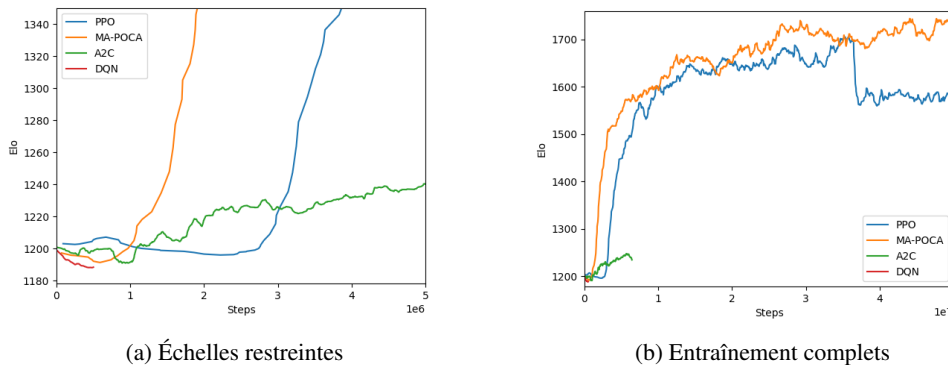 1340
1320
1300
1280
1260
1240
1220
1200
1180
Elo
PPO
MA-POCA
A2C
DQN
0 1 2 3 4 5
1e6
Steps
(a) Échelles restreintes
1700
1600
1500
1400
1300
1200
Elo
PPO
MA-POCA
A2C
DQN
0 1 2 3 4
Steps
(b) Entraînement complets